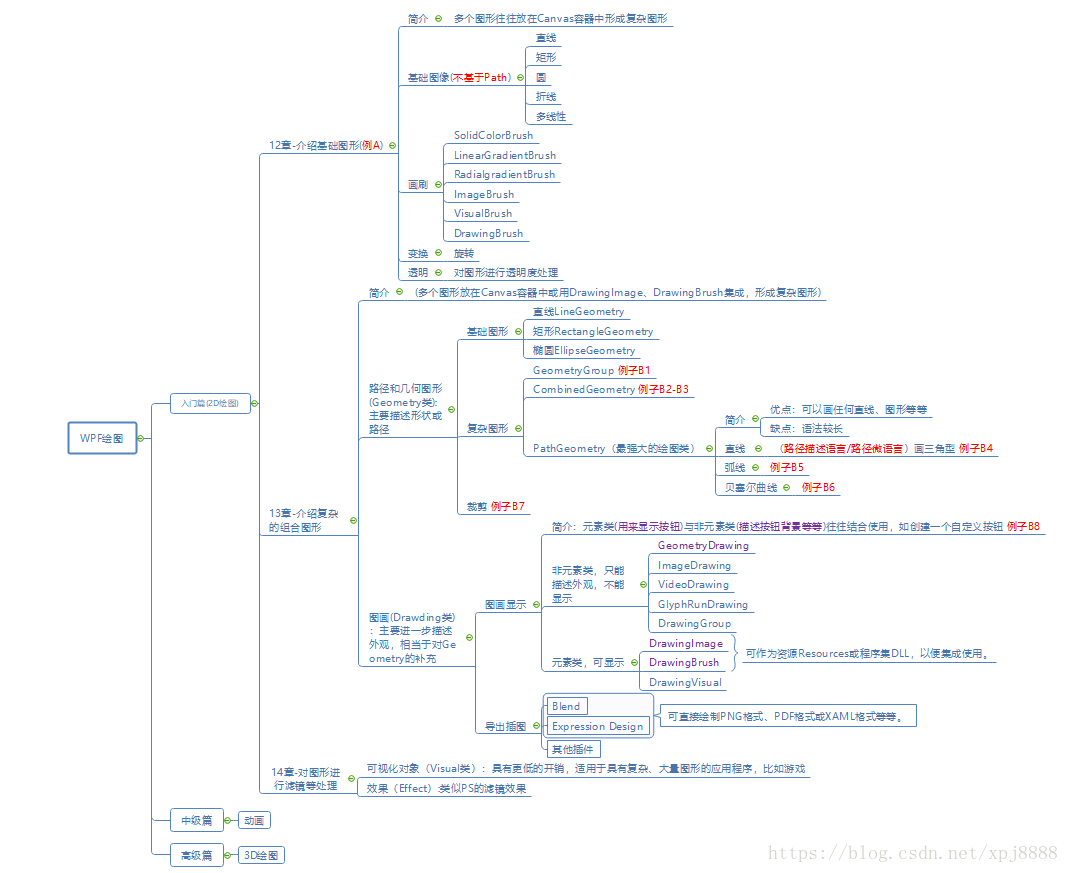 WPF绘图
入门篇(2D绘图)
12章-介绍基础图形(例A)
简介
多个图形往往放在Canvas容器中形成复杂图形
基础图像(不基于Path)
直线
矩形
圆
折线
多线性
画刷
SolidColorBrush
LinearGradientBrush
RadialgradientBrush
ImageBrush
VisualBrush
DrawingBrush
变换
旋转
透明
对图形进行透明度处理
13章-介绍复杂
的组合图形
简介
(多个图形放在Canvas容器中或用DrawingImage、DrawingBrush集成，形成复杂图形)
路径和几何图形
(Geometry类):
主要描述形状或
路径
基础图形
直线LineGeometry
矩形RectangleGeometry
椭圆EllipseGeometry
复杂图形
GeometryGroup 例子B1
CombinedGeometry 例子B2-B3
PathGeometry（最强大的绘图类）
简介
优点：可以画任何直线、图形等等
缺点：语法较长
直线
（路径描述语言/路径微语言）画三角型 例子B4
弧线
例子B5
贝塞尔曲线
例子B6
裁剪 例子B7
图画(Drawding类)
：主要进一步描述
外观，相当于对Ge
ometry的补充
图画显示
简介：元素类(用来显示按钮)与非元素类(描述按钮背景等等)往往结合使用，如创建一个自定义按钮 例子B8
非元素类，只能
描述外观，不能
显示
GeometryDrawing
ImageDrawing
VideoDrawing
GlyphRunDrawing
DrawingGroup
元素类，可显示
DrawingImage
DrawingBrush
DrawingVisual
可作为资源Resources或程序集DLL，以便集成使用。
导出插图
Blend
Expression Design
其他插件
可直接绘制PNG格式、PDF格式或XAML格式等等。
14章-对图形进
行滤镜等处理
可视化对象（Visual类）：具有更低的开销，适用于具有复杂、大量图形的应用程序，比如游戏
效果（Effect）:类似PS的滤镜效果
中级篇
动画
高级篇
3D绘图
https://blog.csdn.net/xpj8888